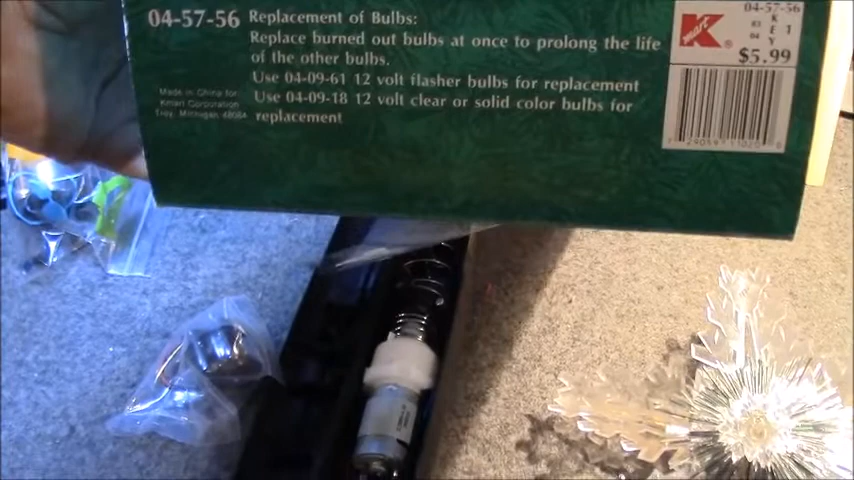 04-57-56
Replacement of Bulbs:
Replace burned out bulbs at once to prolong the life
of the other bulbs.
Use 04-09-61 12 volt flasher bulbs for replacement
Use 04-09-18 12 volt clear or solid color bulbs for
replacement.
Made in China for
Kmart Corporation
Troy, Michigan 48084
Kmart
04-57-56
KEY 1
$5.99